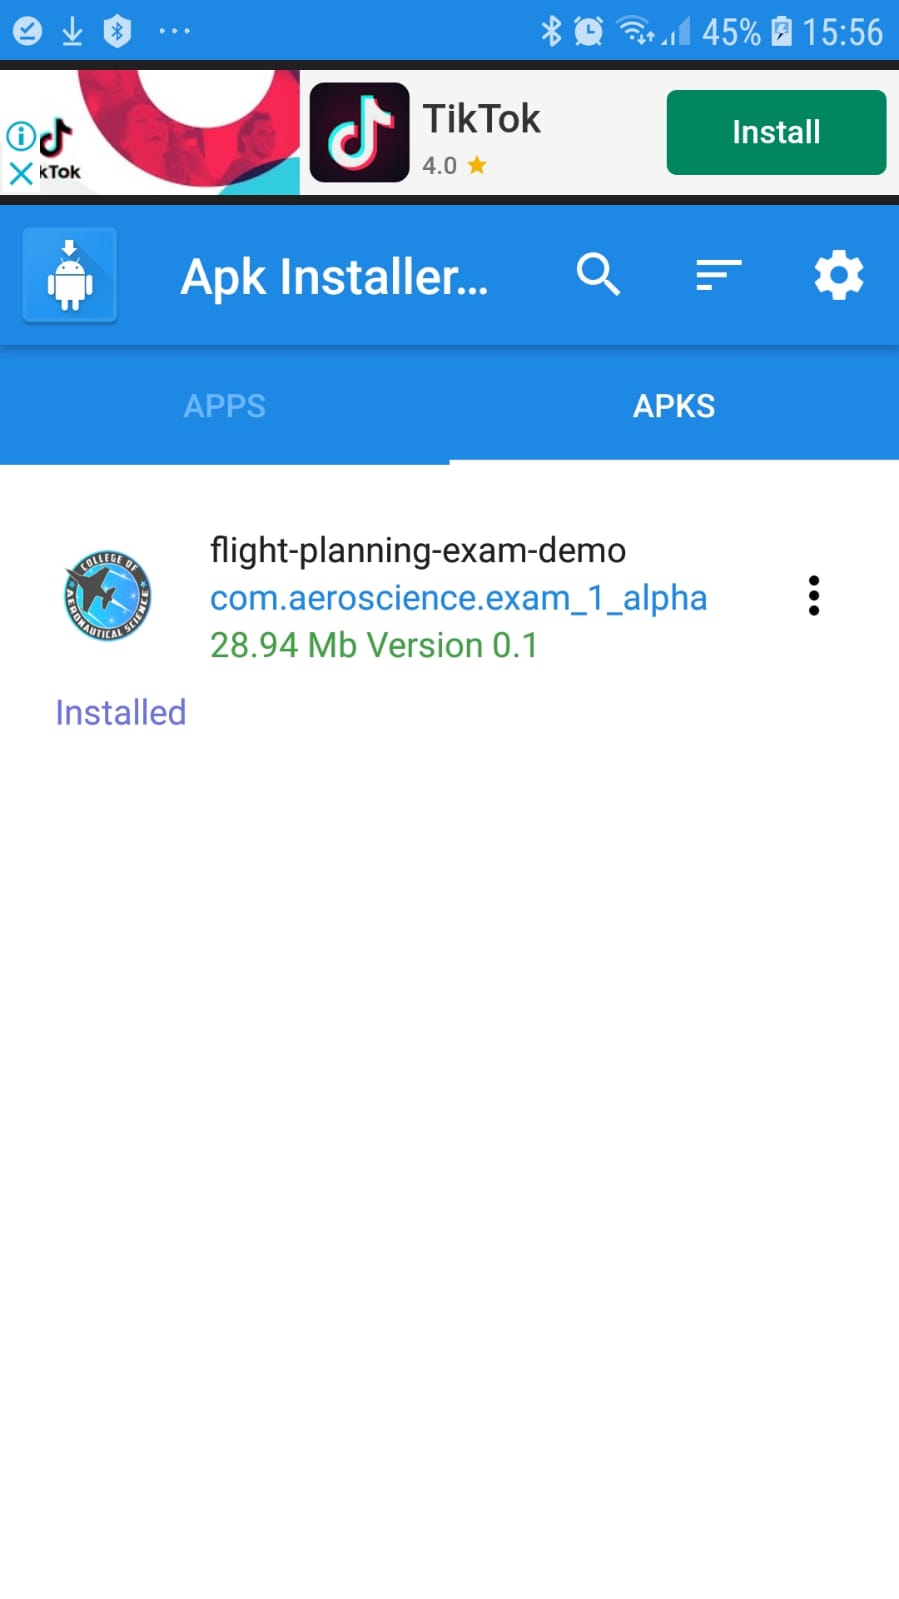 45% 15:56
kTok
TikTok
4.0
Install
Apk Installer...
APPS
APKS
COLLEGE OF
AERONAUTICAL SCIENCE
flight-planning-exam-demo
com.aeroscience.exam_1_alpha
28.94 Mb Version 0.1
Installed